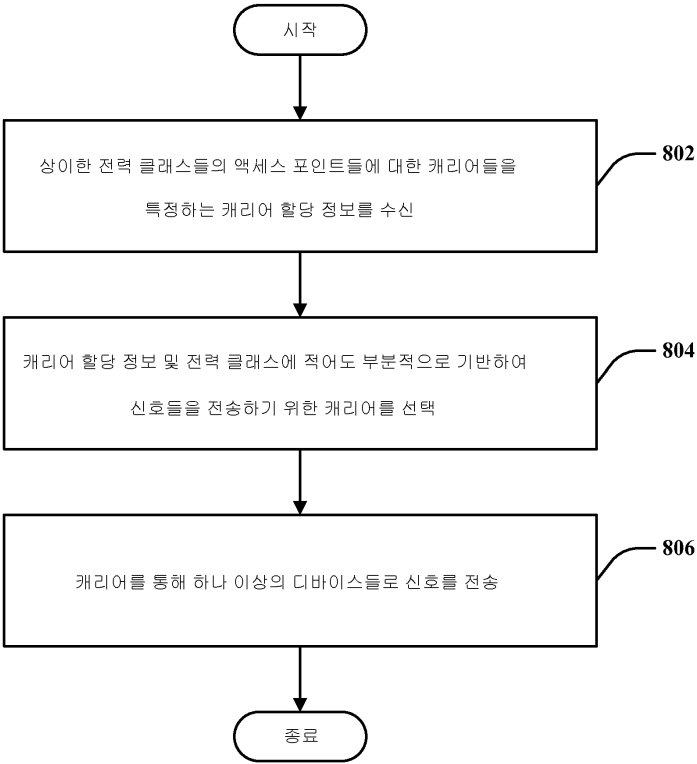 시작
상이한 전력 클래스들의 액세스 포인트들에 대한 캐리어들을
특정하는 캐리어 할당 정보를 수신
802
캐리어 할당 정보 및 전력 클래스에 적어도 부분적으로 기반하여
신호들을 전송하기 위한 캐리어를 선택
804
캐리어를 통해 하나 이상의 디바이스들로 신호를 전송
806
종료